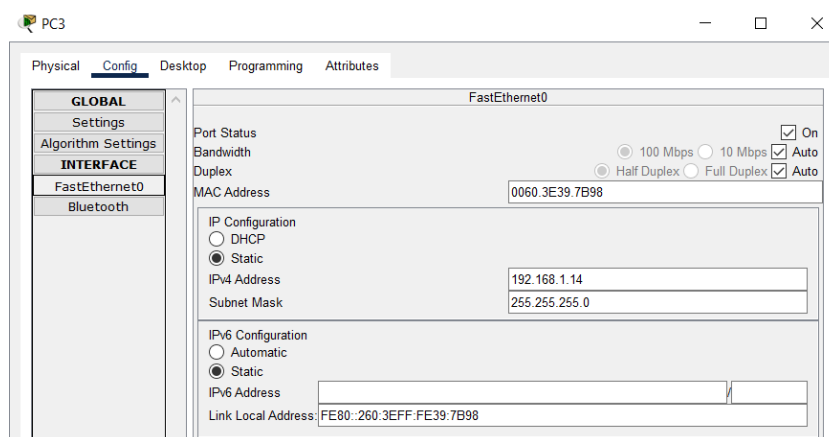 PC3
Physical Config Desktop Programming Attributes
GLOBAL
Settings
Algorithm Settings
INTERFACE
FastEthernet0
Bluetooth
FastEthernet0
Port Status On
Bandwidth 100 Mbps 10 Mbps Auto
Duplex Half Duplex Full Duplex Auto
MAC Address 0060.3E39.7B98
IP Configuration
DHCP
Static
IPv4 Address 192.168.1.14
Subnet Mask 255.255.255.0
IPv6 Configuration
Automatic
Static
IPv6 Address /
Link Local Address: FE80::260:3EFF:FE39:7B98